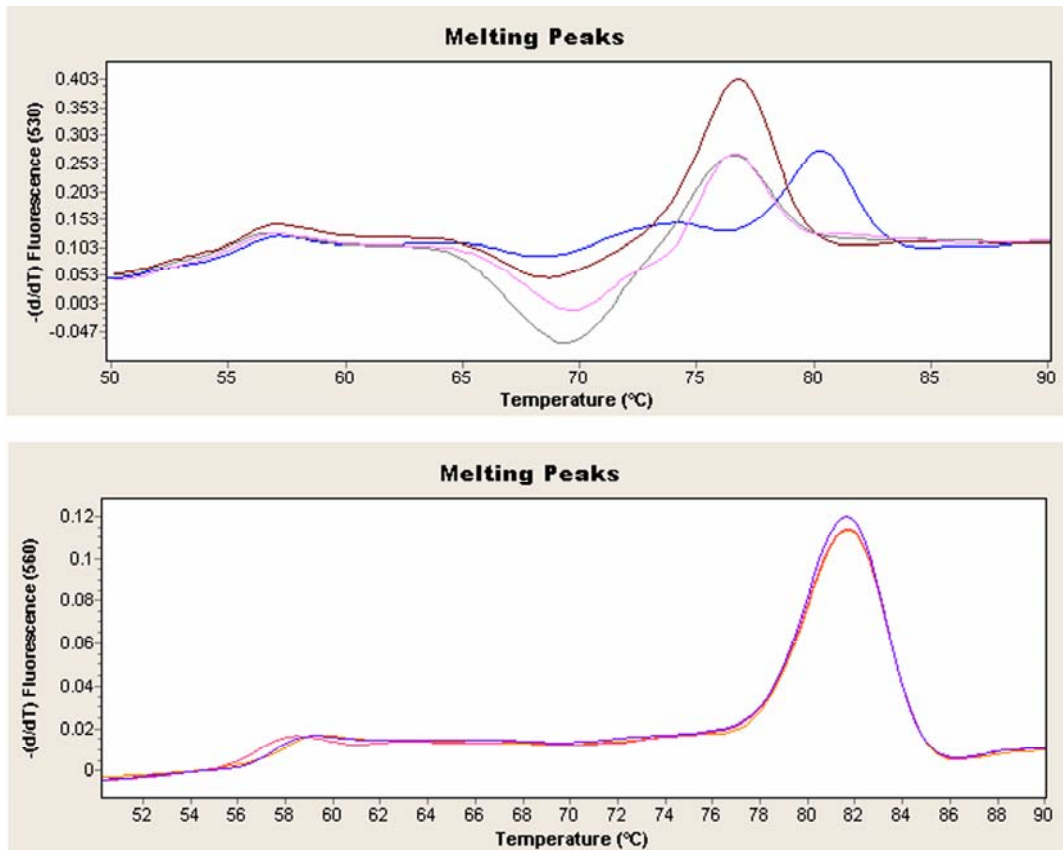 Melting Peaks
-(d/dT) Fluorescence (530)
0.403
0.353
0.303
0.253
0.203
0.153
0.103
0.053
0.003
-0.047
50 55 60 65 70 75 80 85 90
Temperature (°C)
Melting Peaks
-(d/dT) Fluorescence (560)
0.12
0.1
0.08
0.06
0.04
0.02
0
52 54 56 58 60 62 64 66 68 70 72 74 76 78 80 82 84 86 88 90
Temperature (°C)